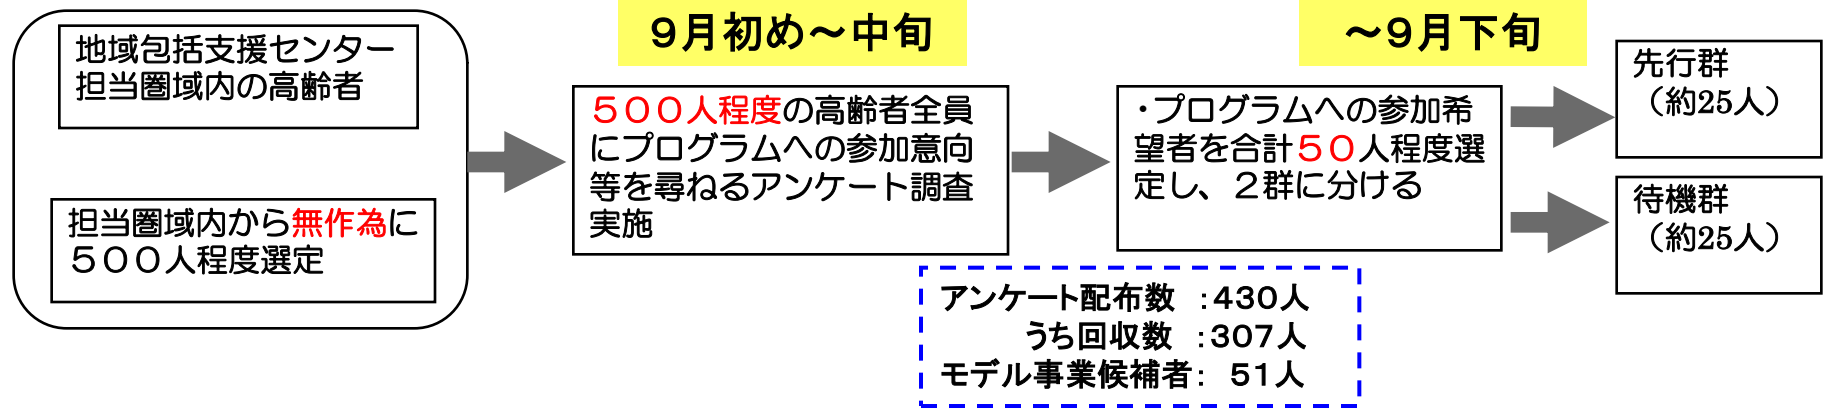 ９月初め～中旬
～９月下旬
地域包括支援センター
担当圏域内の高齢者
担当圏域内から無作為に
５００人程度選定
５００人程度の高齢者全員
にプログラムへの参加意向
等を尋ねるアンケート調査
実施
・プログラムへの参加希
望者を合計５０人程度選
定し、２群に分ける
先行群
（約25人）
待機群
（約25人）
アンケート配布数　：430人
うち回収数　：307人
モデル事業候補者：　51人